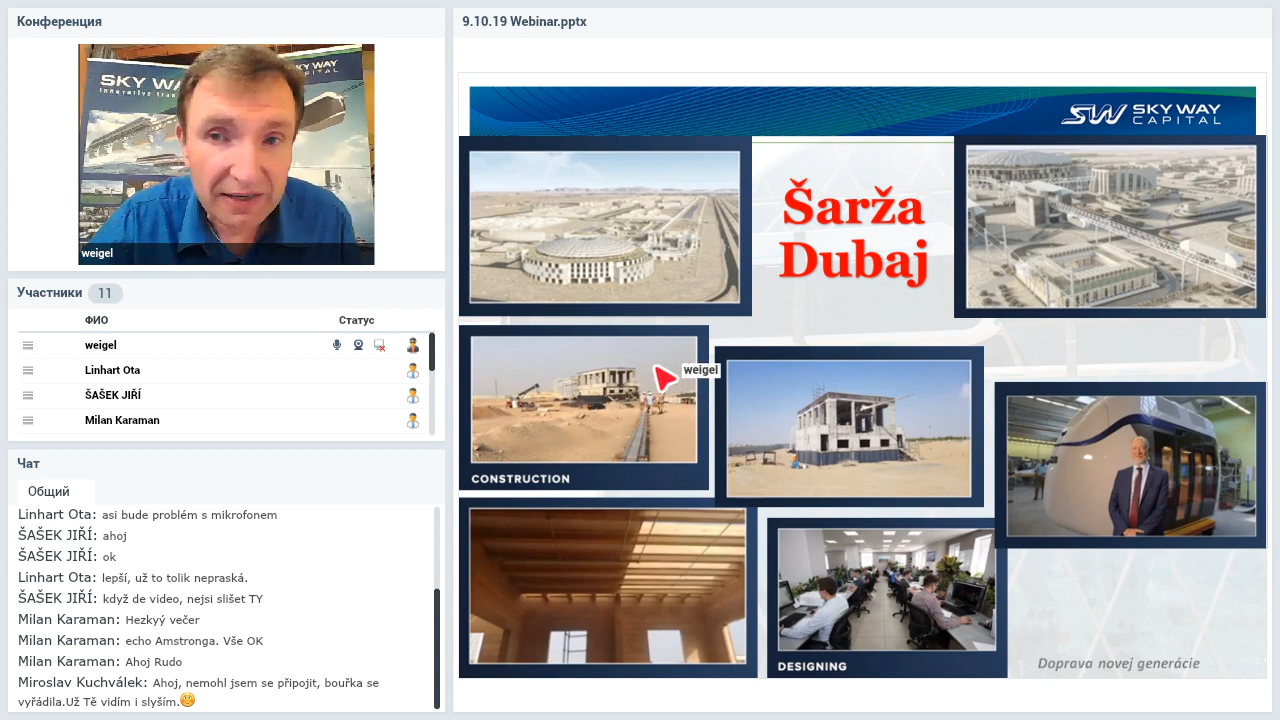 Конференция
SKY WA
WAY
CAPITAL
weigel
Участники 11
ФИО Статус
weigel
Linhart Ota
ŠAŠEK JIŘÍ
Milan Karaman
Чат
Общий
Linhart Ota: asi bude problém s mikrofonem
ŠAŠEK JIŘÍ: ahoj
ŠAŠEK JIŘÍ: ok
Linhart Ota: lepší, už to tolik nepraská.
ŠAŠEK JIŘÍ: když de video, nejsi slišet TY
Milan Karaman: Hezkyý večer
Milan Karaman: echo Amstronga. Vše OK
Milan Karaman: Ahoj Rudo
Miroslav Kuchválek: Ahoj, nemohl jsem se připojit, bouřka se
vyřádila.Už Tě vidím i slyším.
9.10.19 Webinar.pptx
SW SKY WAY
CAPITAL
Šarža
Dubaj
weigel
CONSTRUCTION
DESIGNING
Doprava novej generácie